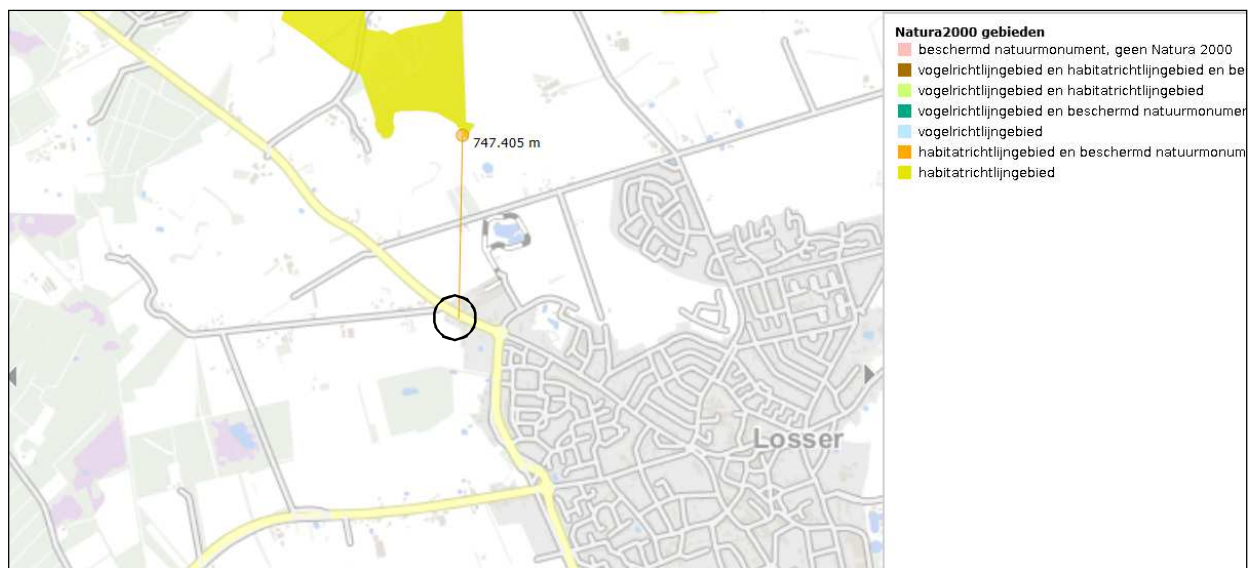 747.405 m
Losser
Natura2000 gebieden
beschermd natuurmonument, geen Natura 2000
vogelrichtlijngebied en habitatrichtlijngebied en be
vogelrichtlijngebied en habitatrichtlijngebied
vogelrichtlijngebied en beschermd natuurmonumen
vogelrichtlijngebied
habitatrichtlijngebied en beschermd natuurmonum
habitatrichtlijngebied